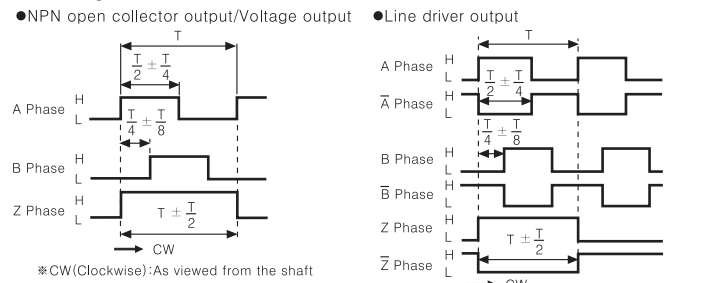 ●NPN open collector output/Voltage output
T
T/2 ± T/4
A Phase H L
T/4 ± T/8
B Phase H L
Z Phase H L
T ± T/2
CW
※CW(Clockwise):As viewed from the shaft
●Line driver output
T
A Phase H L
T/2 ± T/4
A̅ Phase H L
T/4 ± T/8
B Phase H L
B̅ Phase H L
Z Phase H L
T ± T/2
Z̅ Phase H L
CW